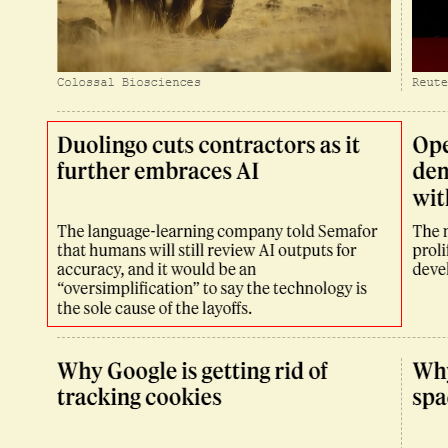 Colossal Biosciences
Reute
Duolingo cuts contractors as it
further embraces AI
The language-learning company told Semafor
that humans will still review AI outputs for
accuracy, and it would be an
“oversimplification” to say the technology is
the sole cause of the layoffs.
Ope
den
wit
The r
proli
devel
Why Google is getting rid of
tracking cookies
Why
spa